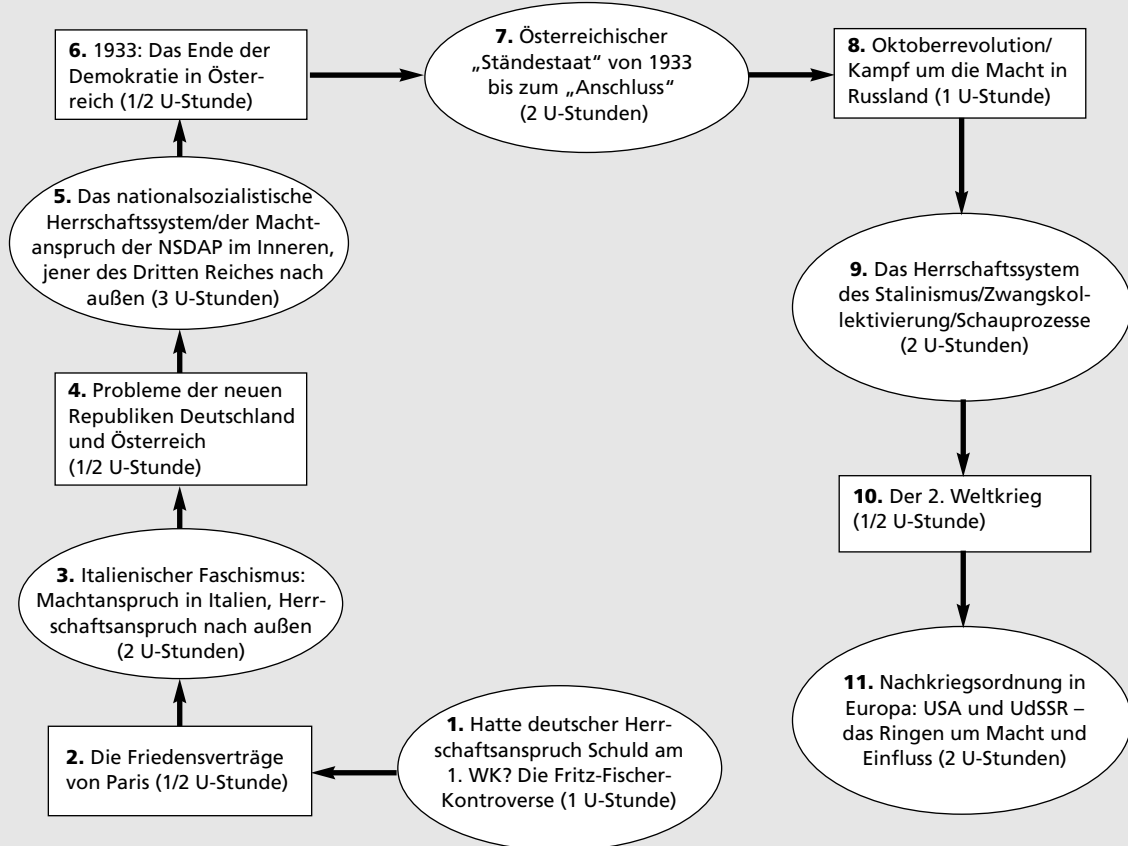 6. 1933: Das Ende der
Demokratie in Öster-
reich (1/2 U-Stunde)
7. Österreichischer
„Ständestaat“ von 1933
bis zum „Anschluss“
(2 U-Stunden)
8. Oktoberrevolution/
Kampf um die Macht in
Russland (1 U-Stunde)
5. Das nationalsozialistische
Herrschaftssystem/der Macht-
anspruch der NSDAP im Inneren,
jener des Dritten Reiches nach
außen (3 U-Stunden)
9. Das Herrschaftssystem
des Stalinismus/Zwangskol-
lektivierung/Schauprozesse
(2 U-Stunden)
4. Probleme der neuen
Republiken Deutschland
und Österreich
(1/2 U-Stunde)
10. Der 2. Weltkrieg
(1/2 U-Stunde)
3. Italienischer Faschismus:
Machtanspruch in Italien, Herr-
schaftsanspruch nach außen
(2 U-Stunden)
11. Nachkriegsordnung in
Europa: USA und UdSSR –
das Ringen um Macht und
Einfluss (2 U-Stunden)
2. Die Friedensverträge
von Paris (1/2 U-Stunde)
1. Hatte deutscher Herr-
schaftsanspruch Schuld am
1. WK? Die Fritz-Fischer-
Kontroverse (1 U-Stunde)